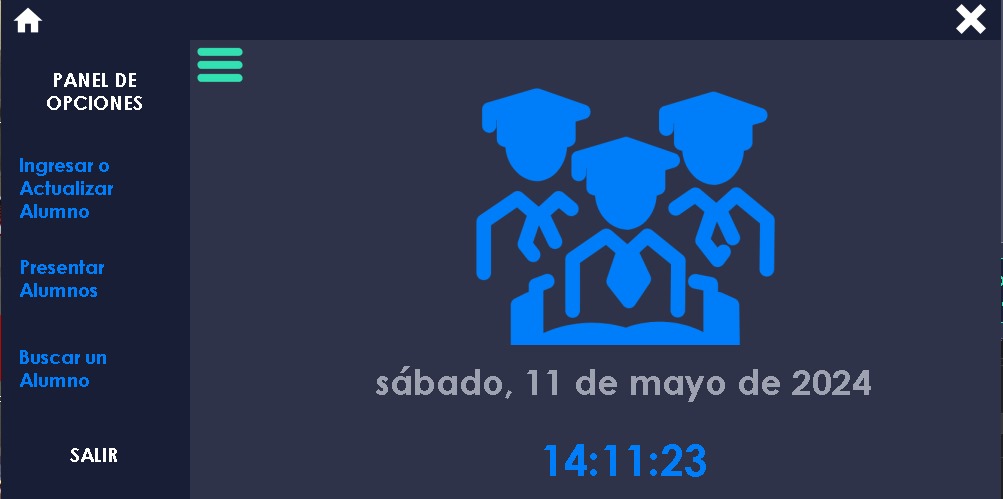 PANEL DE
OPCIONES
Ingresar o
Actualizar
Alumno
Presentar
Alumnos
Buscar un
Alumno
SALIR
sábado, 11 de mayo de 2024
14:11:23